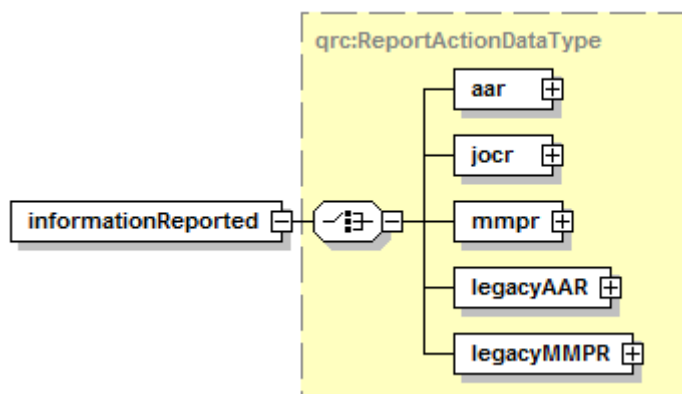 qrc:ReportActionDataType
aar
jocr
informationReported
mmpr
legacyAAR
legacyMMPR